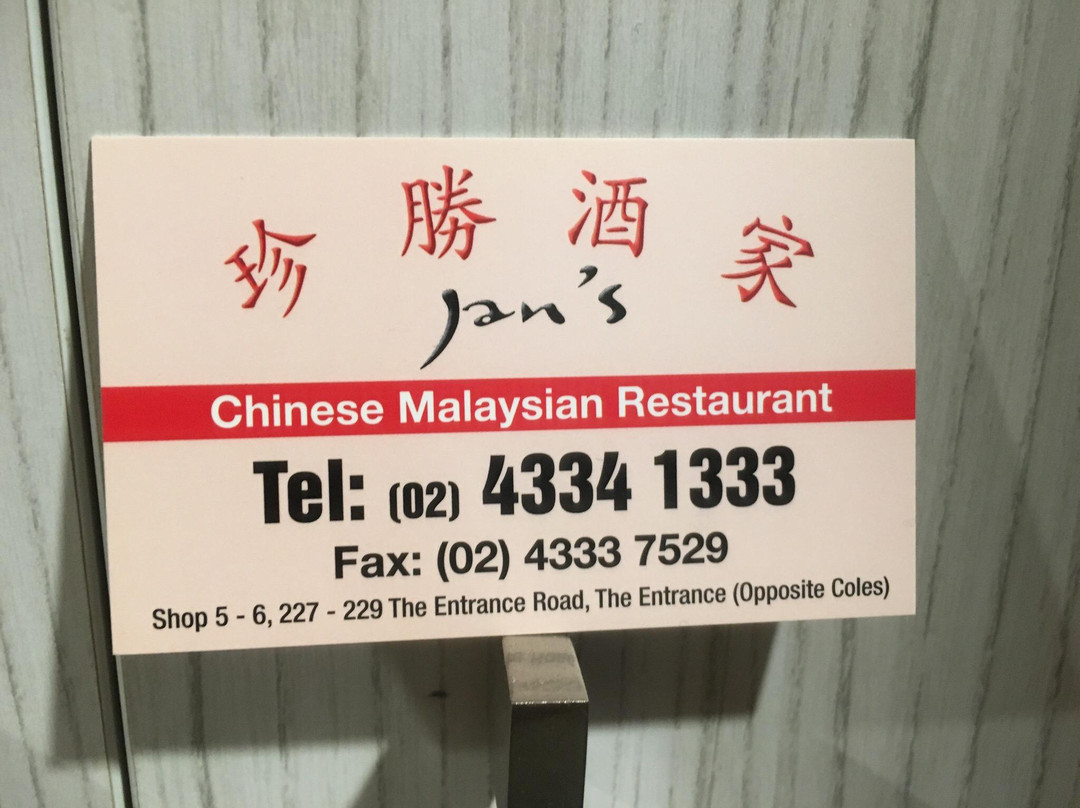 珍勝酒家
Jan's
Chinese Malaysian Restaurant
Tel: (02) 4334 1333
Fax: (02) 4333 7529
Shop 5 - 6, 227 - 229 The Entrance Road, The Entrance (Opposite Coles)